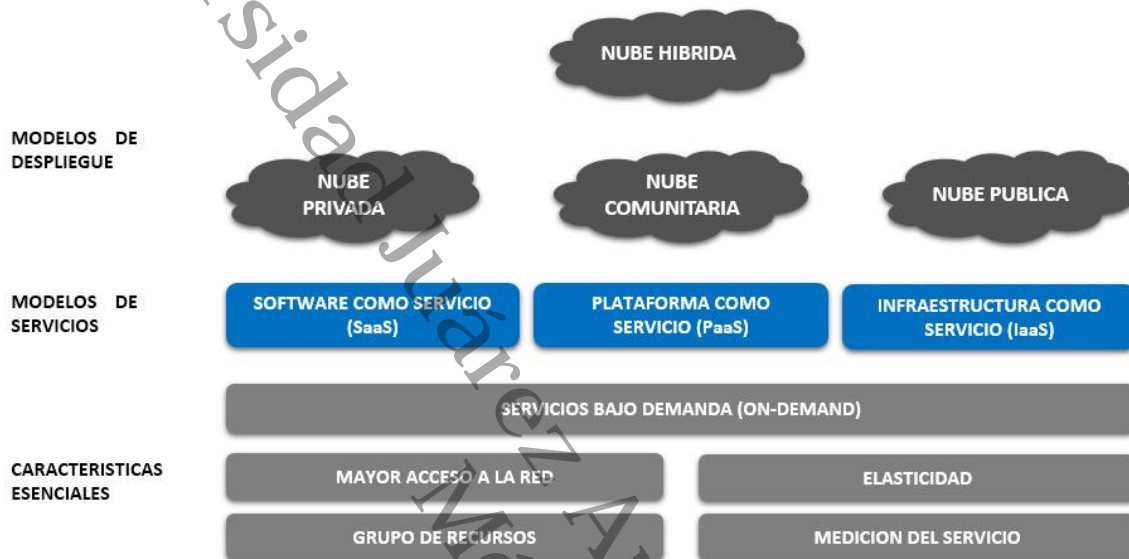 NUBE HIBRIDA
MODELOS DE
DESPLIEGUE
NUBE
PRIVADA
NUBE
COMUNITARIA
NUBE PUBLICA
MODELOS DE
SERVICIOS
SOFTWARE COMO SERVICIO
(SaaS)
PLATAFORMA COMO
SERVICIO (PaaS)
INFRAESTRUCTURA COMO
SERVICIO (IaaS)
SERVICIOS BAJO DEMANDA (ON-DEMAND)
CARACTERISTICAS
ESENCIALES
MAYOR ACCESO A LA RED
ELASTICIDAD
GRUPO DE RECURSOS
MEDICION DEL SERVICIO
Juárez